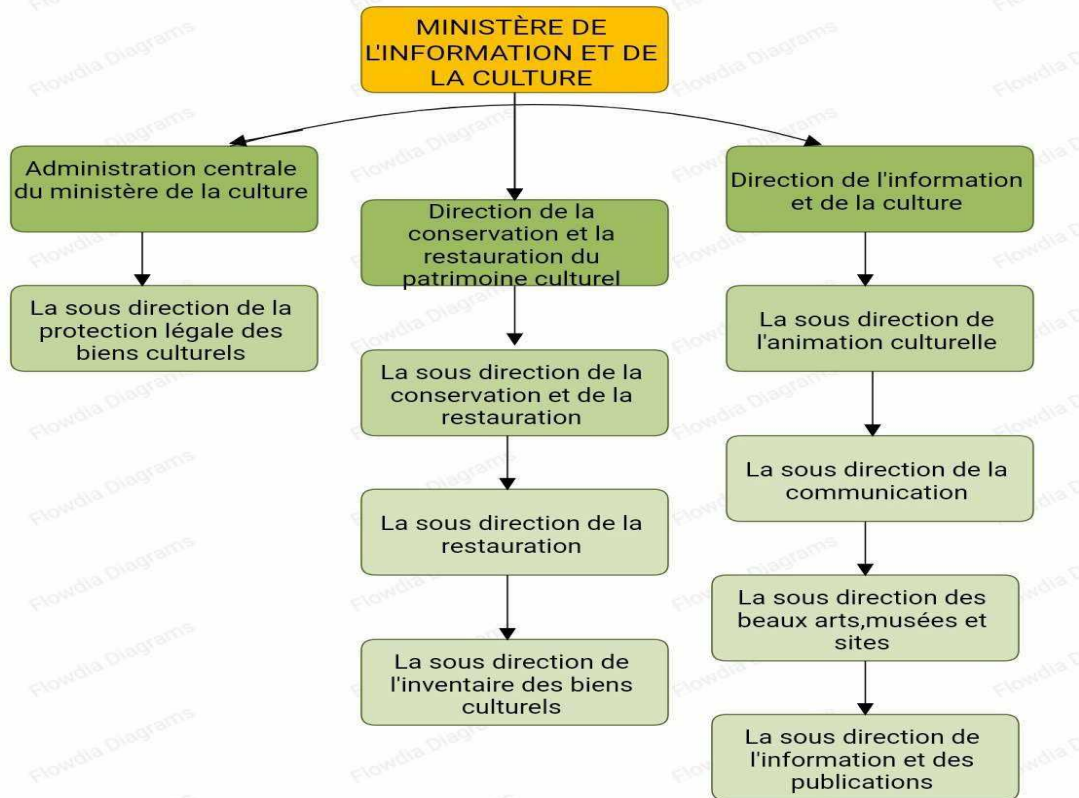 MINISTÈRE DE
L'INFORMATION ET DE
LA CULTURE
Administration centrale
du ministère de la culture
La sous direction de la
protection légale des
biens culturels
Direction de la
conservation et la
restauration du
patrimoine culturel
La sous direction de la
conservation et de la
restauration
La sous direction de la
restauration
La sous direction de
l'inventaire des biens
culturels
Direction de l'information
et de la culture
La sous direction de
l'animation culturelle
La sous direction de la
communication
La sous direction des
beaux arts,musées et
sites
La sous direction de
l'information et des
publications
Flowdia Diagrams